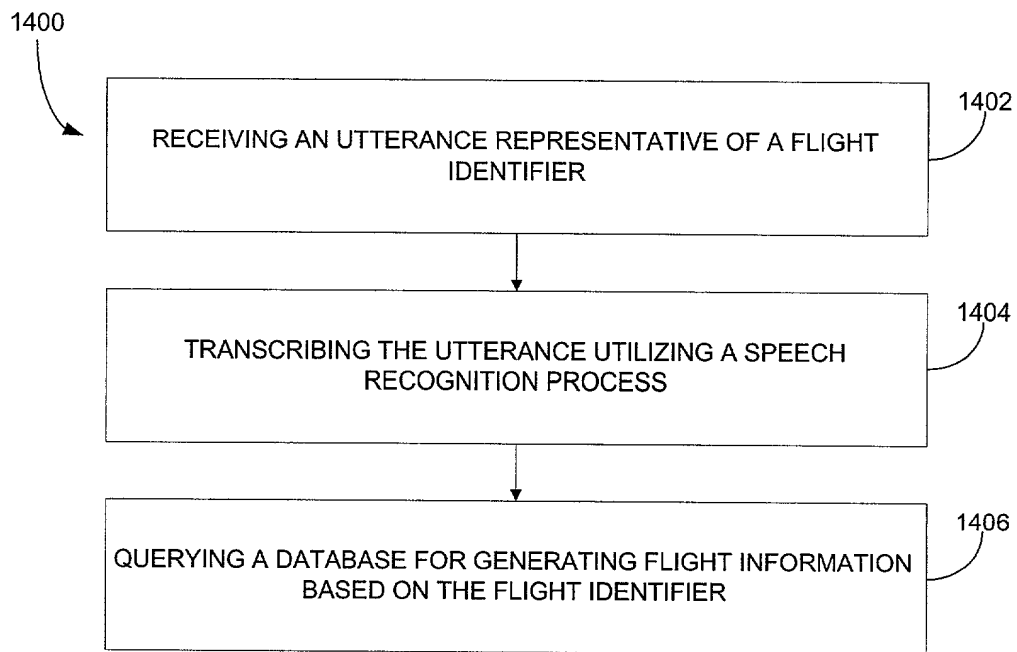 1400
1402
RECEIVING AN UTTERANCE REPRESENTATIVE OF A FLIGHT
IDENTIFIER
1404
TRANSCRIBING THE UTTERANCE UTILIZING A SPEECH
RECOGNITION PROCESS
1406
QUERYING A DATABASE FOR GENERATING FLIGHT INFORMATION
BASED ON THE FLIGHT IDENTIFIER